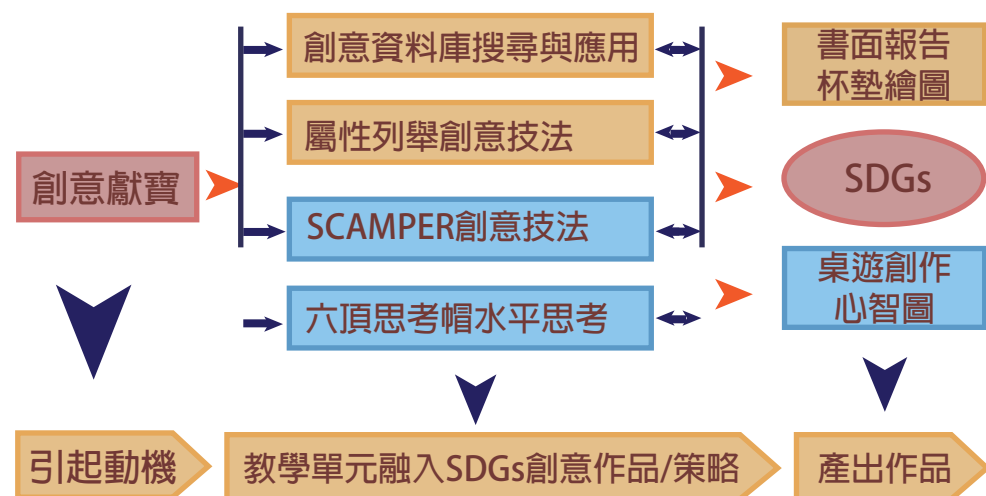 創意獻寶
創意資料庫搜尋與應用
屬性列舉創意技法
SCAMPER創意技法
六頂思考帽水平思考
書面報告
杯墊繪圖
SDGs
桌遊創作
心智圖
引起動機
教學單元融入SDGs創意作品/策略
產出作品